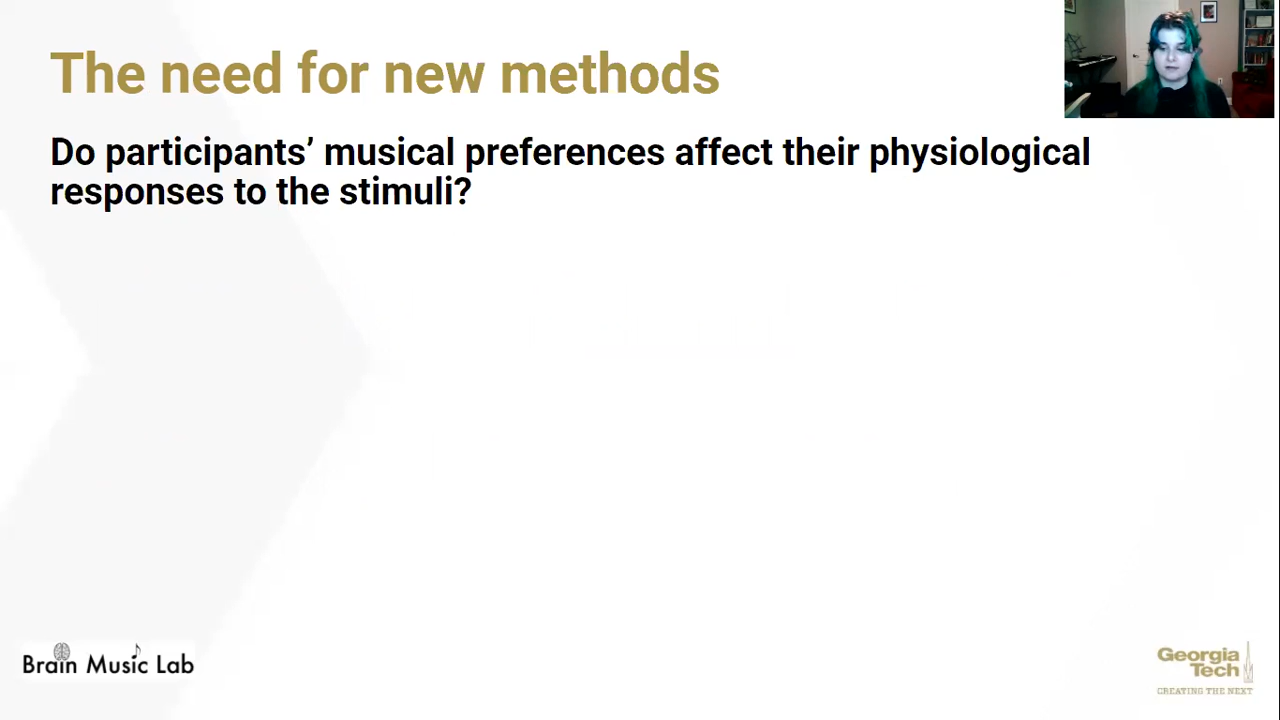 The need for new methods
Do participants’ musical preferences affect their physiological
responses to the stimuli?
Brain Music Lab
Georgia
Tech
CREATING THE NEXT